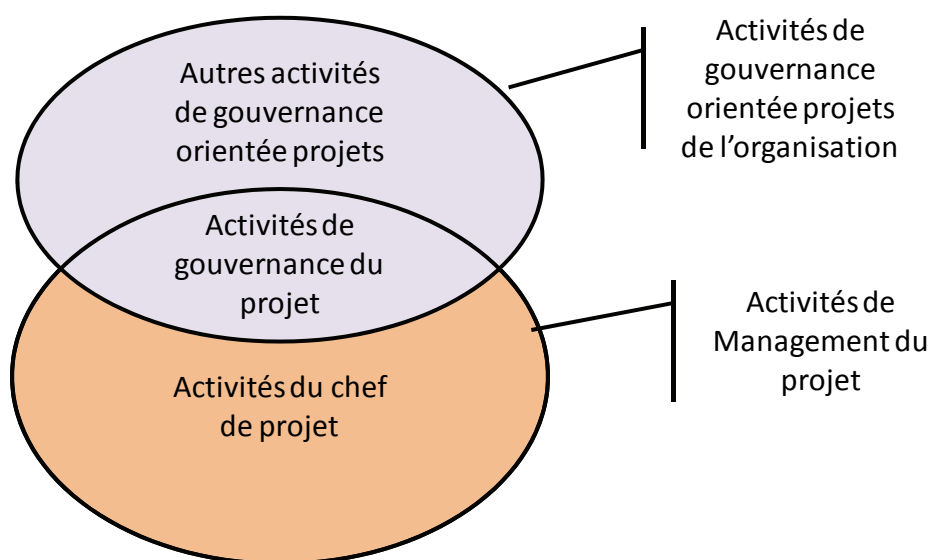 Autres activités
de gouvernance
orientée projets
Activités de
gouvernance du
projet
Activités du chef
de projet
Activités de
gouvernance
orientée projets
de l'organisation
Activités de
Management du
projet